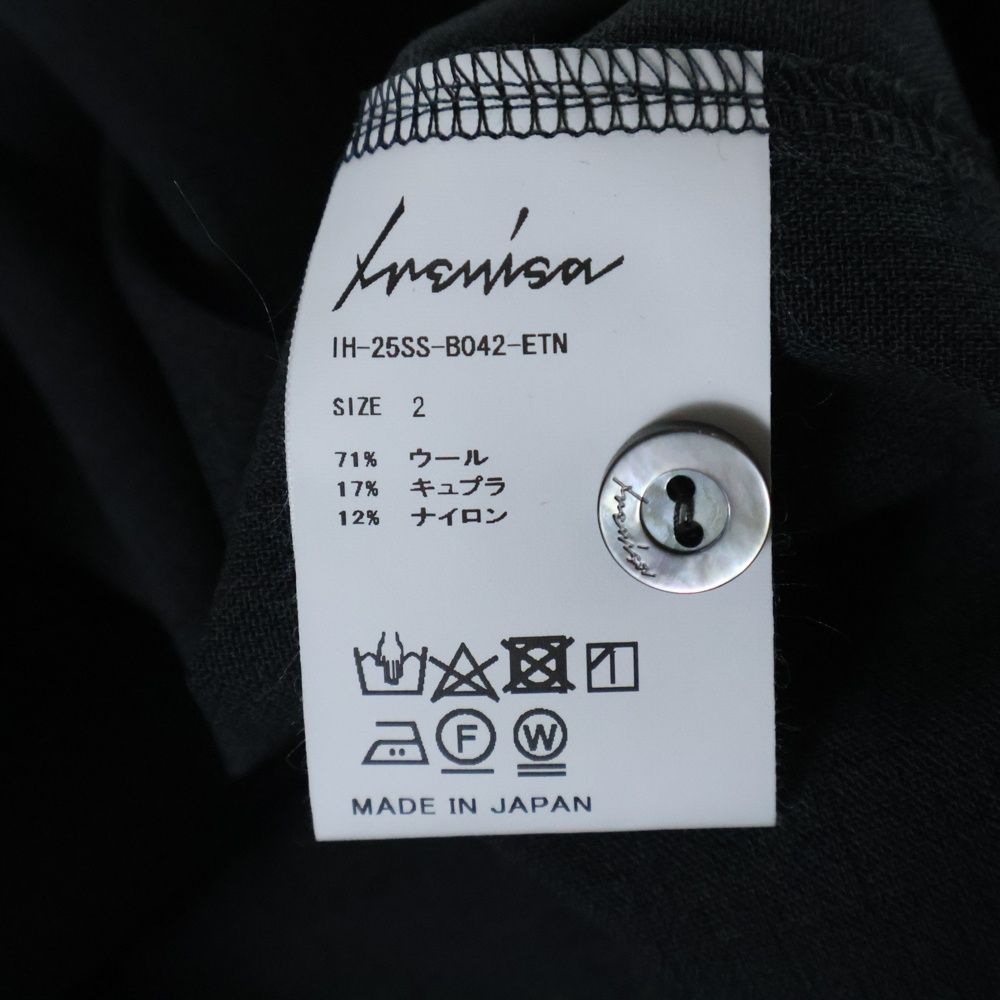 Irenisa
IH-25SS-B042-ETN
SIZE 2
71% ウール
17% キュプラ
12% ナイロン
Irenisa
F W
MADE IN JAPAN